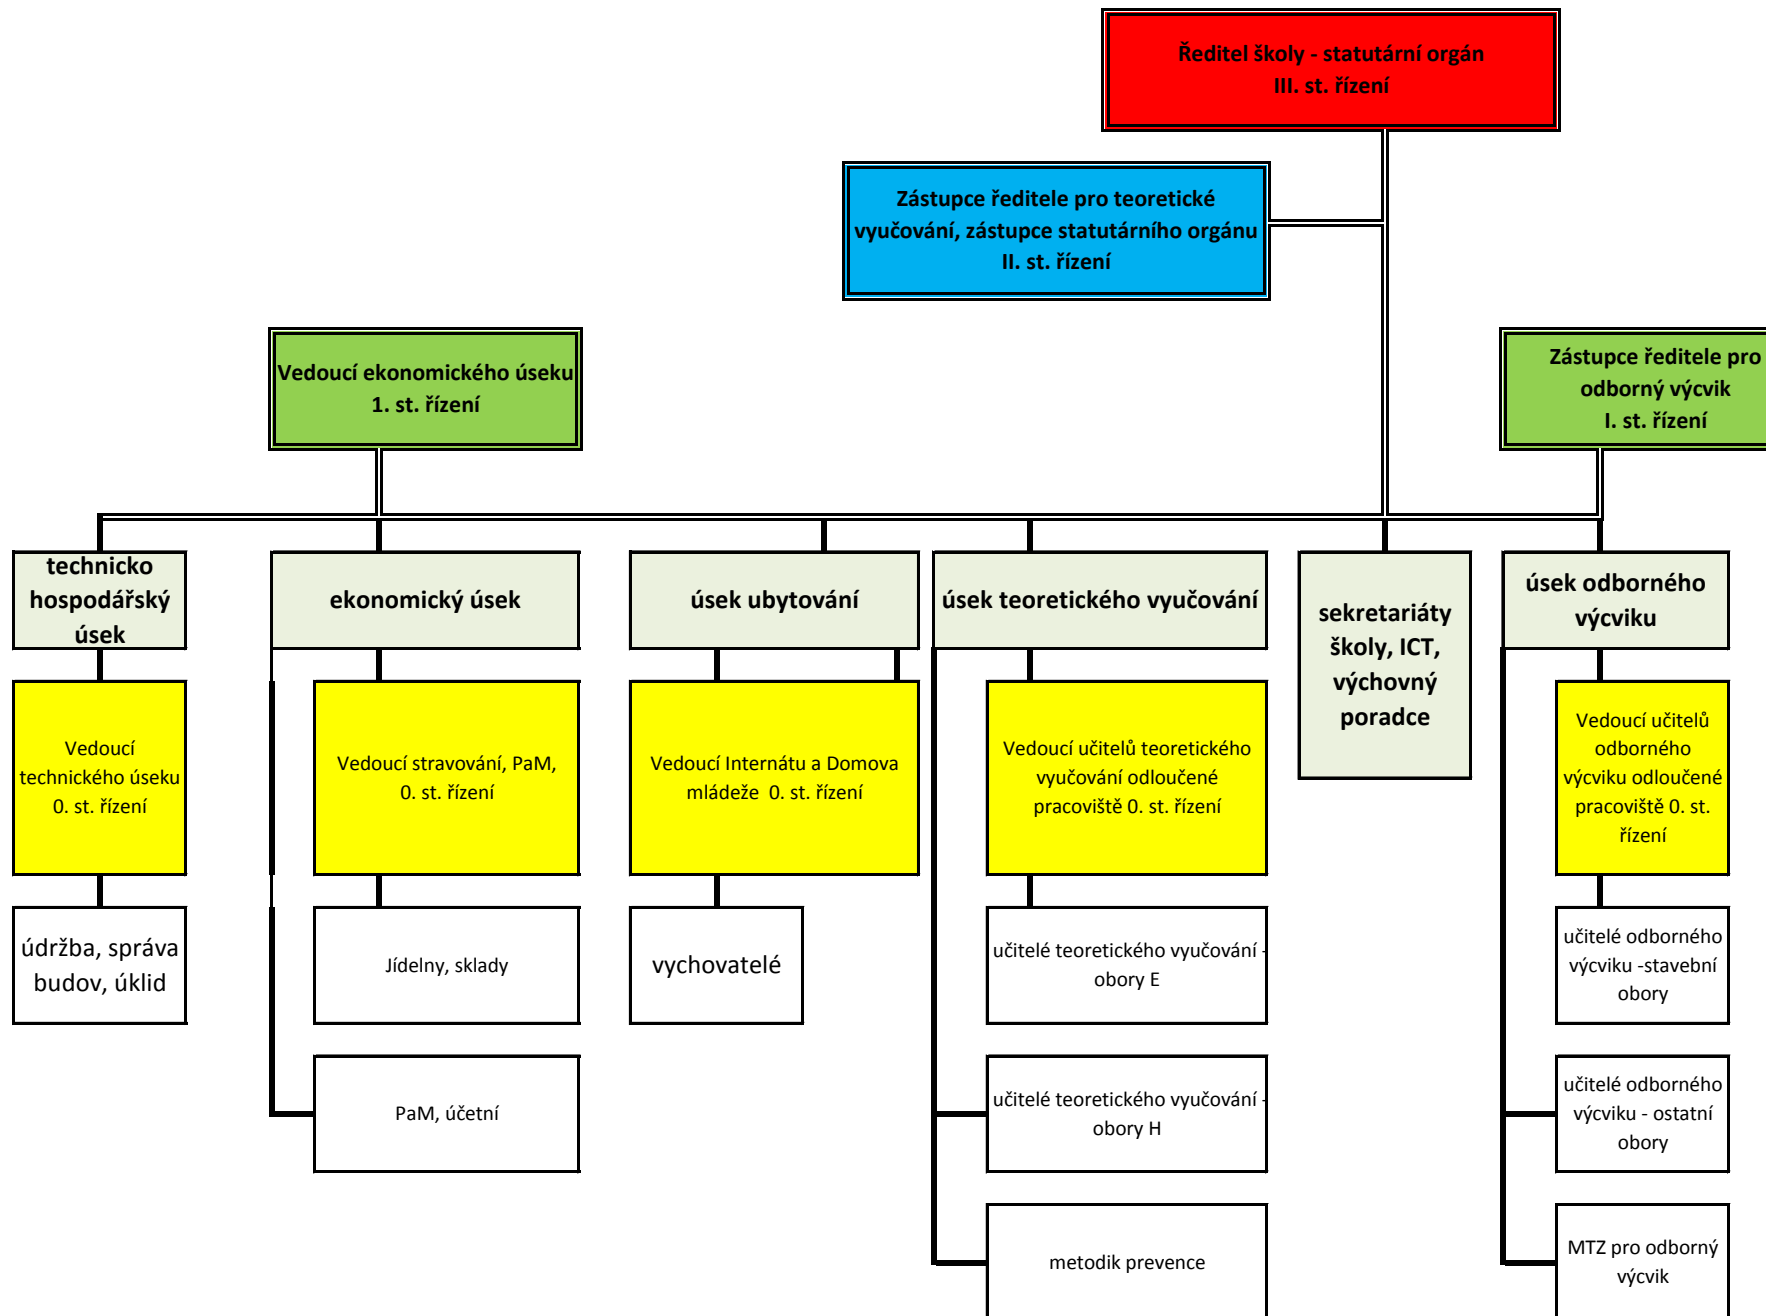 Ředitel školy - statutární orgán
III. st. řízení
Zástupce ředitele pro teoretické
vyučování, zástupce statutárního orgánu
II. st. řízení
Vedoucí ekonomického úseku
1. st. řízení
Zástupce ředitele pro
odborný výcvik
I. st. řízení
technicko
hospodářský
úsek
ekonomický úsek
úsek ubytování
úsek teoretického vyučování
sekretariáty
školy, ICT,
výchovný
poradce
úsek odborného
výcviku
Vedoucí
technického úseku
0. st. řízení
Vedoucí stravování, PaM,
0. st. řízení
Vedoucí Internátu a Domova
mládeže  0. st. řízení
Vedoucí učitelů teoretického
vyučování odloučené
pracoviště 0. st. řízení
Vedoucí učitelů
odborného
výcviku odloučené
pracoviště 0. st.
řízení
údržba, správa
budov, úklid
Jídelny, sklady
vychovatelé
učitelé teoretického vyučování -
obory E
učitelé odborného
výcviku -stavební
obory
PaM, účetní
učitelé teoretického vyučování -
obory H
učitelé odborného
výcviku - ostatní
obory
metodik prevence
MTZ pro odborný
výcvik